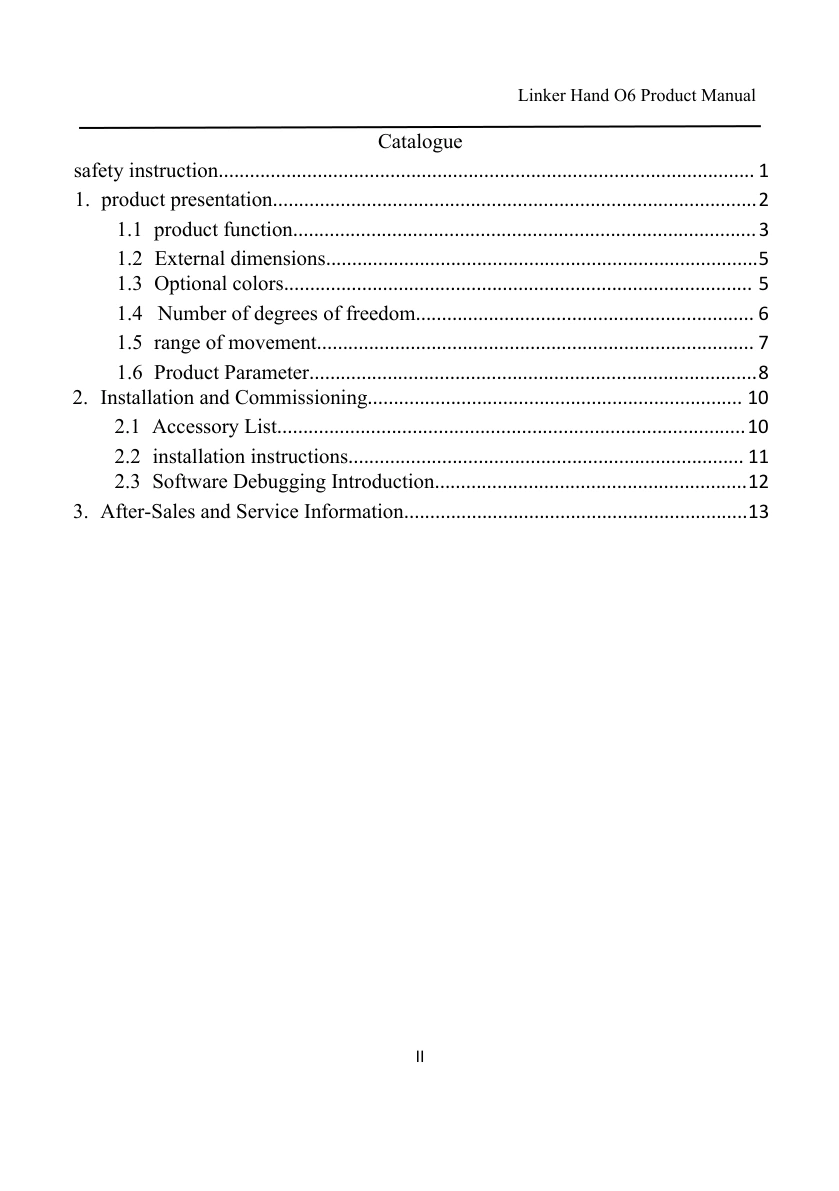 Linker Hand O6 Product Manual
Catalogue
safety instruction....................................................................................................... 1
1. product presentation.............................................................................................2
1.1 product function.........................................................................................3
1.2 External dimensions...................................................................................5
1.3 Optional colors.......................................................................................... 5
1.4 Number of degrees of freedom................................................................. 6
1.5 range of movement.................................................................................... 7
1.6 Product Parameter......................................................................................8
2. Installation and Commissioning........................................................................ 10
2.1 Accessory List..........................................................................................10
2.2 installation instructions............................................................................ 11
2.3 Software Debugging Introduction............................................................12
3. After-Sales and Service Information..................................................................13
II